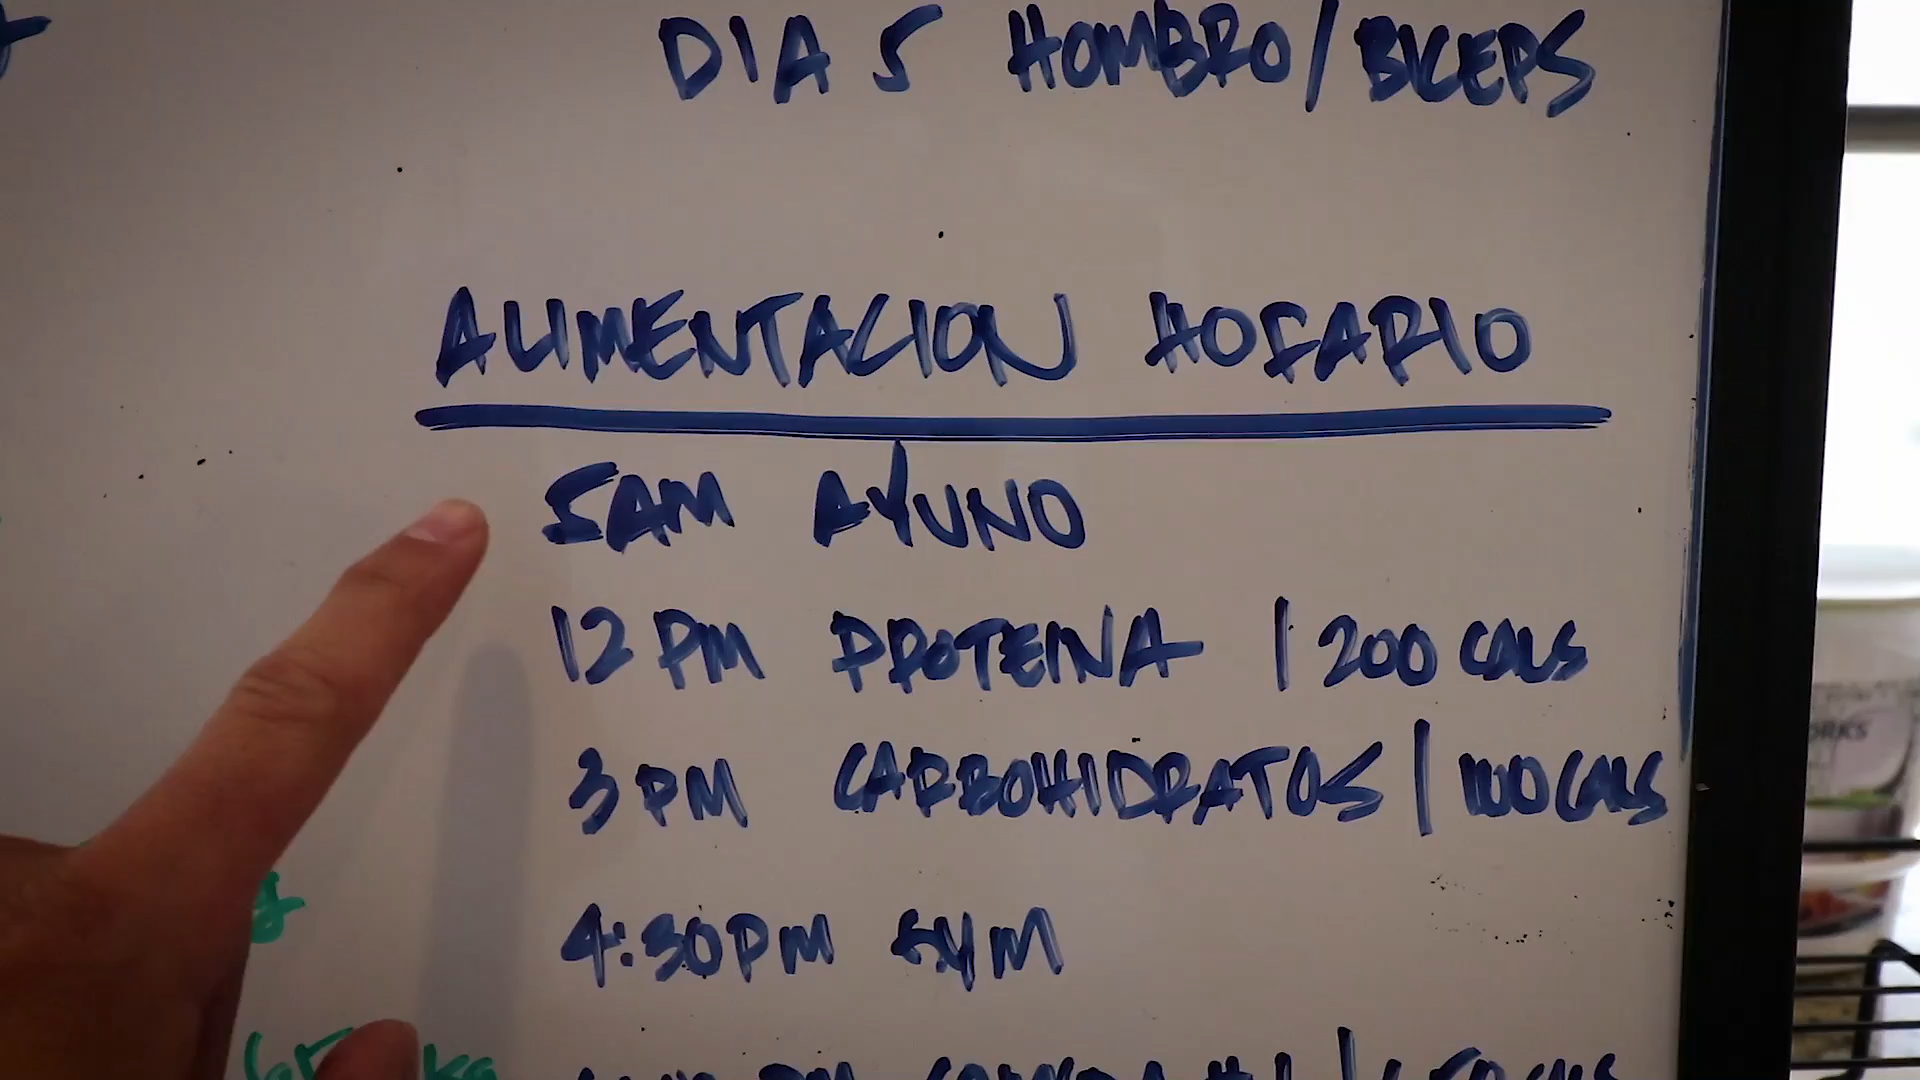 DIA 5 HOMBRO/BICEPS
ALIMENTACION HORARIO
5AM AYUNO
12 PM PROTEINA | 200 CALS
3 PM CARBOHIDRATOS | 100 CALS
4:30PM GYM